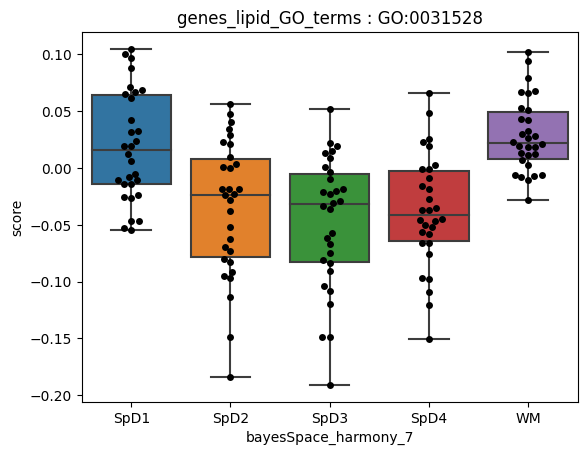 genes_lipid_GO_terms : GO:0031528
score
0.10
0.05
0.00
−0.05
−0.10
−0.15
−0.20
SpD1 SpD2 SpD3 SpD4 WM
bayesSpace_harmony_7